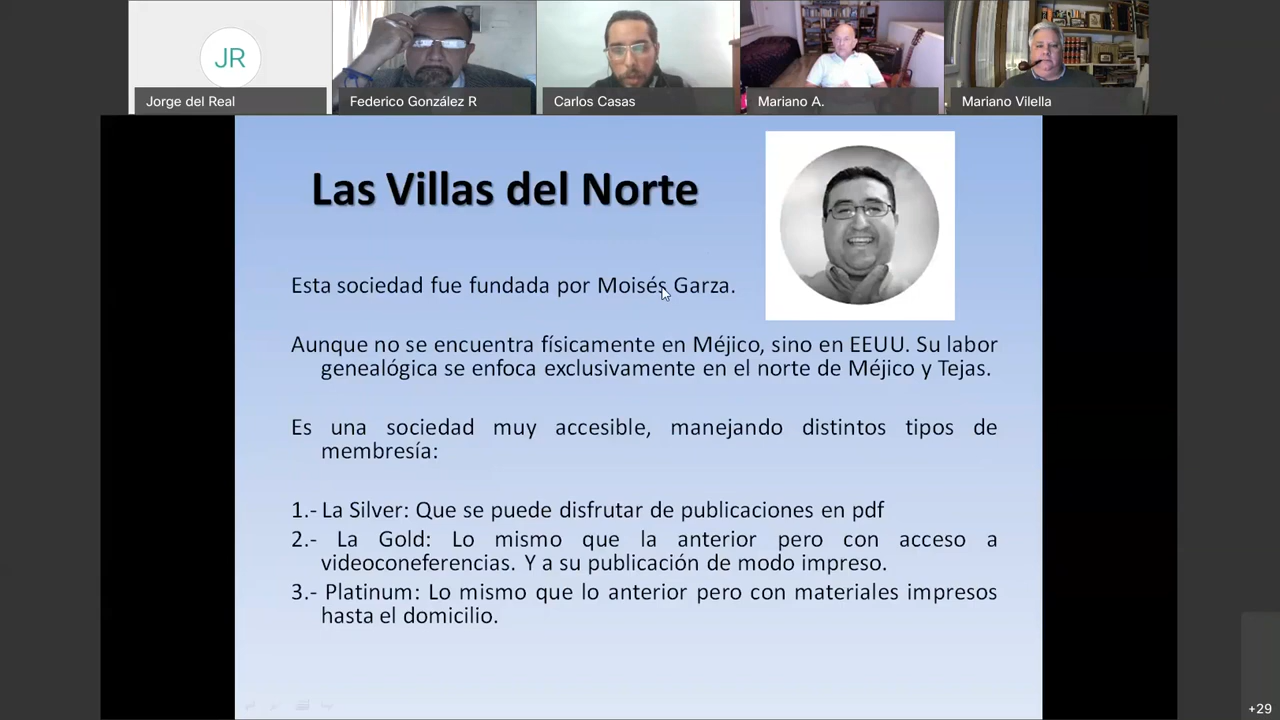 JR
Jorge del Real
Federico González R
Carlos Casas
Mariano A.
Mariano Vilella
Las Villas del Norte
Esta sociedad fue fundada por Moisés Garza.
Aunque no se encuentra físicamente en Méjico, sino en EEUU. Su labor
genealógica se enfoca exclusivamente en el norte de Méjico y Tejas.
Es una sociedad muy accesible, manejando distintos tipos de
membresía:
1.- La Silver: Que se puede disfrutar de publicaciones en pdf
2.- La Gold: Lo mismo que la anterior pero con acceso a
videoconeferencias. Y a su publicación de modo impreso.
3.- Platinum: Lo mismo que lo anterior pero con materiales impresos
hasta el domicilio.
+29